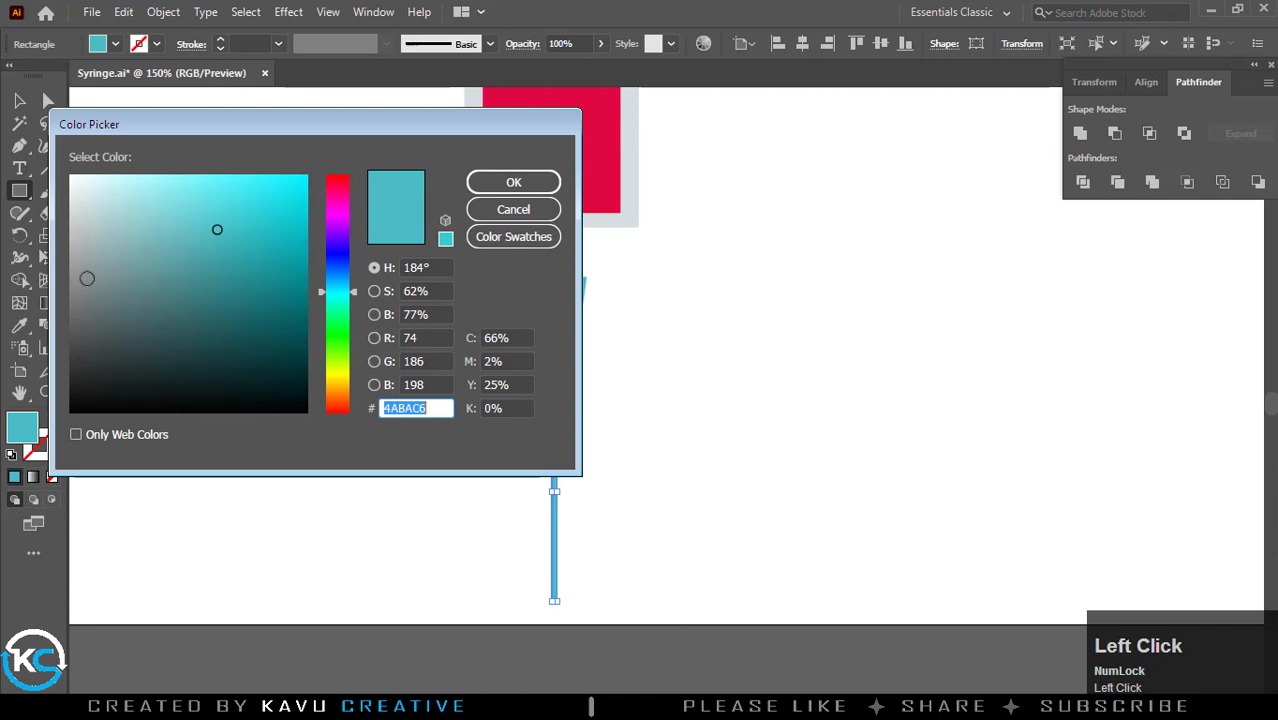 Ai File Edit Object Type Select Effect View Window Help Essentials Classic Search Adobe Stock
Rectangle Stroke: Basic Opacity: 100% Style: Shape: Transform
Syringe.ai* @ 150% (RGB/Preview)
Transform Align Pathfinder
Shape Modes:
Expand
Pathfinders:
Color Picker
Select Color:
OK
Cancel
Color Swatches
H: 184°
S: 62%
B: 77%
R: 74 C: 66%
G: 186 M: 2%
B: 198 Y: 25%
# 4ABAC6 K: 0%
Only Web Colors
Left Click
NumLock
Left Click
KC
CREATED BY KAVU CREATIVE PLEASE LIKE SHARE SUBSCRIBE